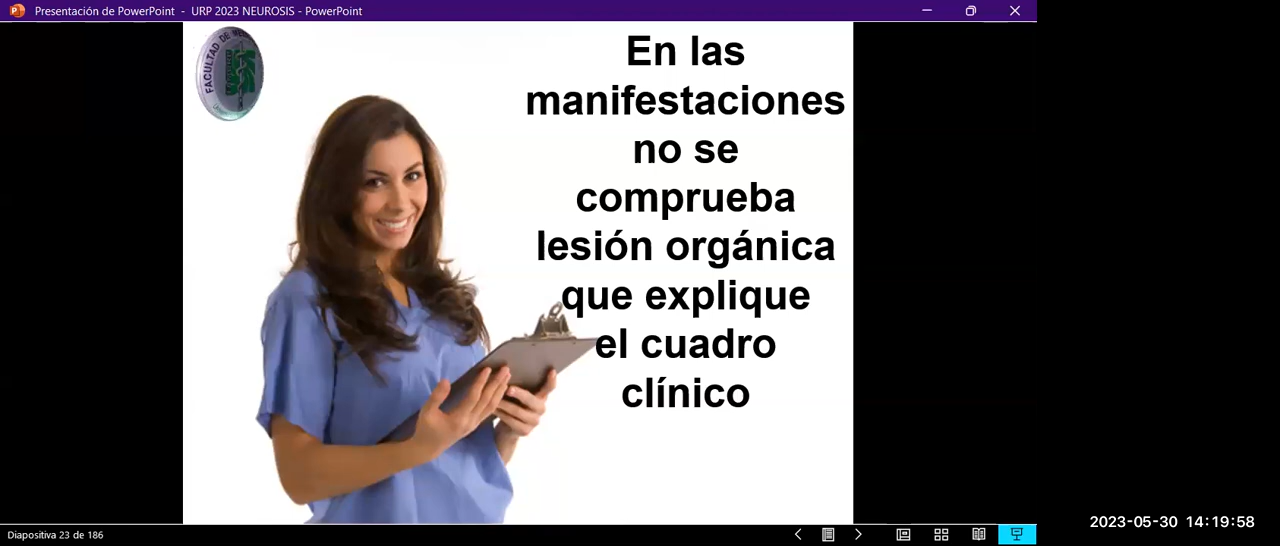 Presentación de PowerPoint - URP 2023 NEUROSIS - PowerPoint
FACULTAD DE
En las
manifestaciones
no se
comprueba
lesión orgánica
que explique
el cuadro
clínico
Diapositiva 23 de 186
2023-05-30 14:19:58